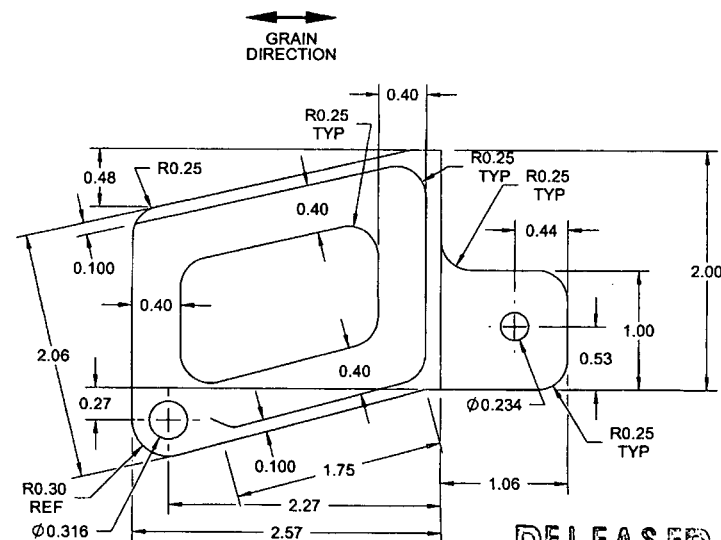 GRAIN
DIRECTION
0.40
R0.25
TYP
R0.25
0.48
R0.25
TYP
R0.25
TYP
0.40
0.44
0.100
2.00
0.40
1.00
2.06
0.53
0.40
0.27
Ø0.234
R0.25
TYP
0.100
1.75
1.06
R0.30
REF
2.27
Ø0.316
2.57
RELEASED